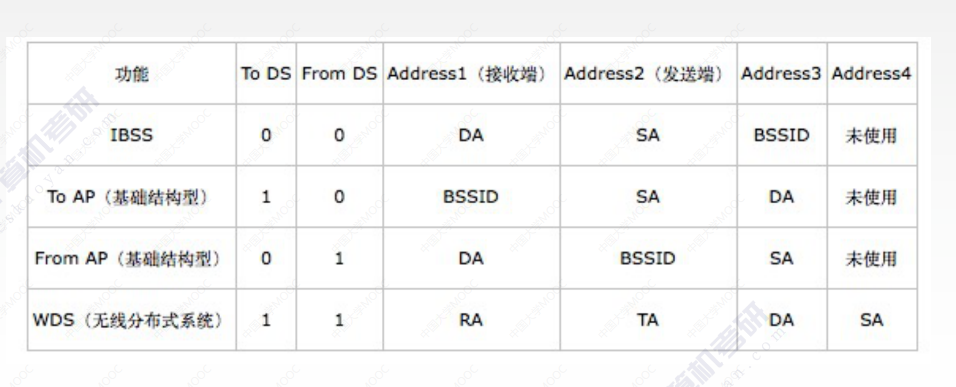 功能 To DS From DS Address1（接收端） Address2（发送端） Address3 Address4
IBSS 0 0 DA SA BSSID 未使用
To AP（基础结构型） 1 0 BSSID SA DA 未使用
From AP（基础结构型） 0 1 DA BSSID SA 未使用
WDS（无线分布式系统） 1 1 RA TA DA SA